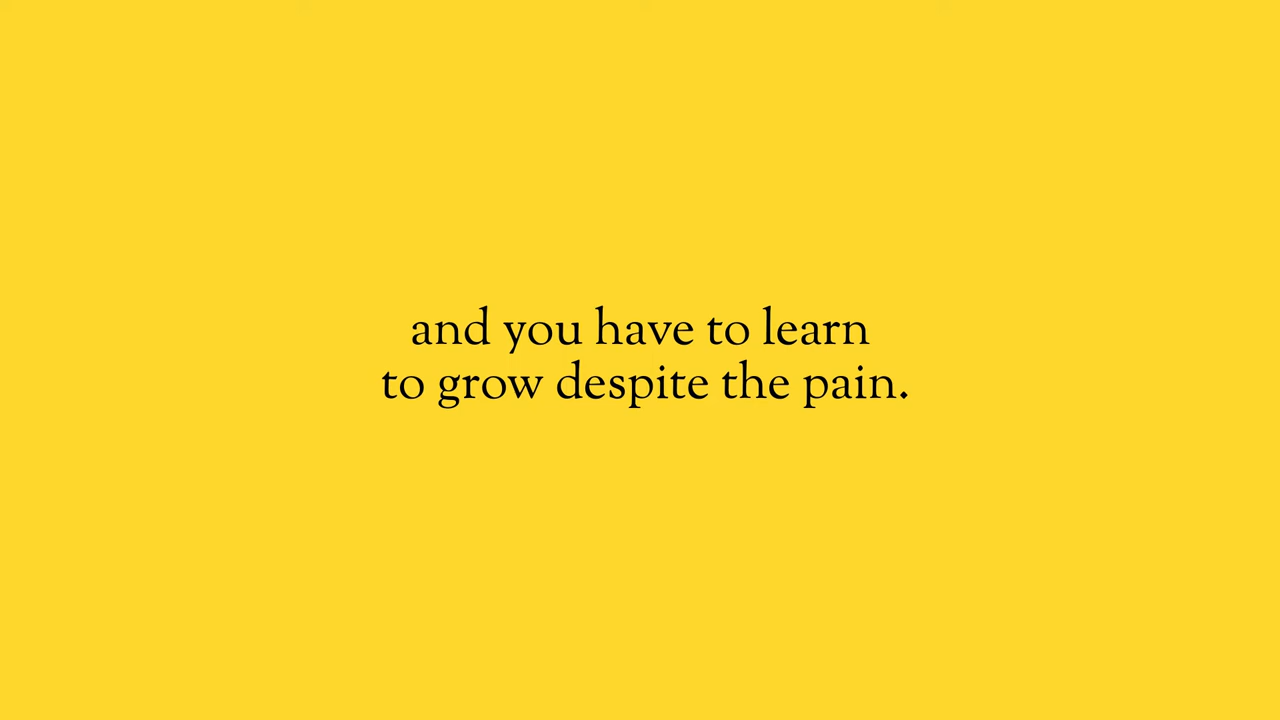 and you have to learn
to grow despite the pain.